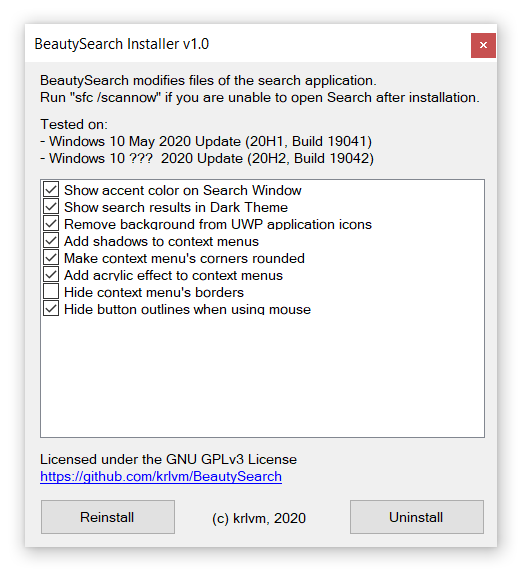 BeautySearch Installer v1.0
BeautySearch modifies files of the search application.
Run "sfc /scannow" if you are unable to open Search after installation.
Tested on:
- Windows 10 May 2020 Update (20H1, Build 19041)
- Windows 10 ???  2020 Update (20H2, Build 19042)
Show accent color on Search Window
Show search results in Dark Theme
Remove background from UWP application icons
Add shadows to context menus
Make context menu's corners rounded
Add acrylic effect to context menus
Hide context menu's borders
Hide button outlines when using mouse
Licensed under the GNU GPLv3 License
https://github.com/krlvm/BeautySearch
Reinstall
(c) krlvm, 2020
Uninstall